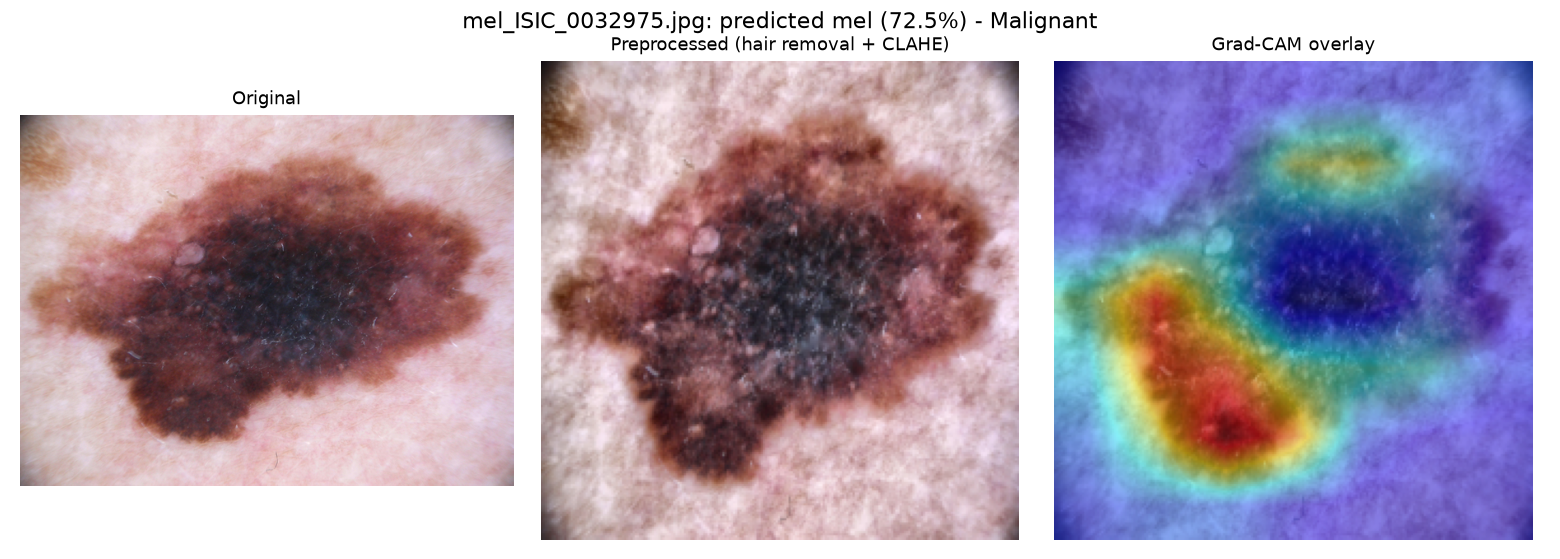 mel_ISIC_0032975.jpg: predicted mel (72.5%) - Malignant
Original
Preprocessed (hair removal + CLAHE)
Grad-CAM overlay